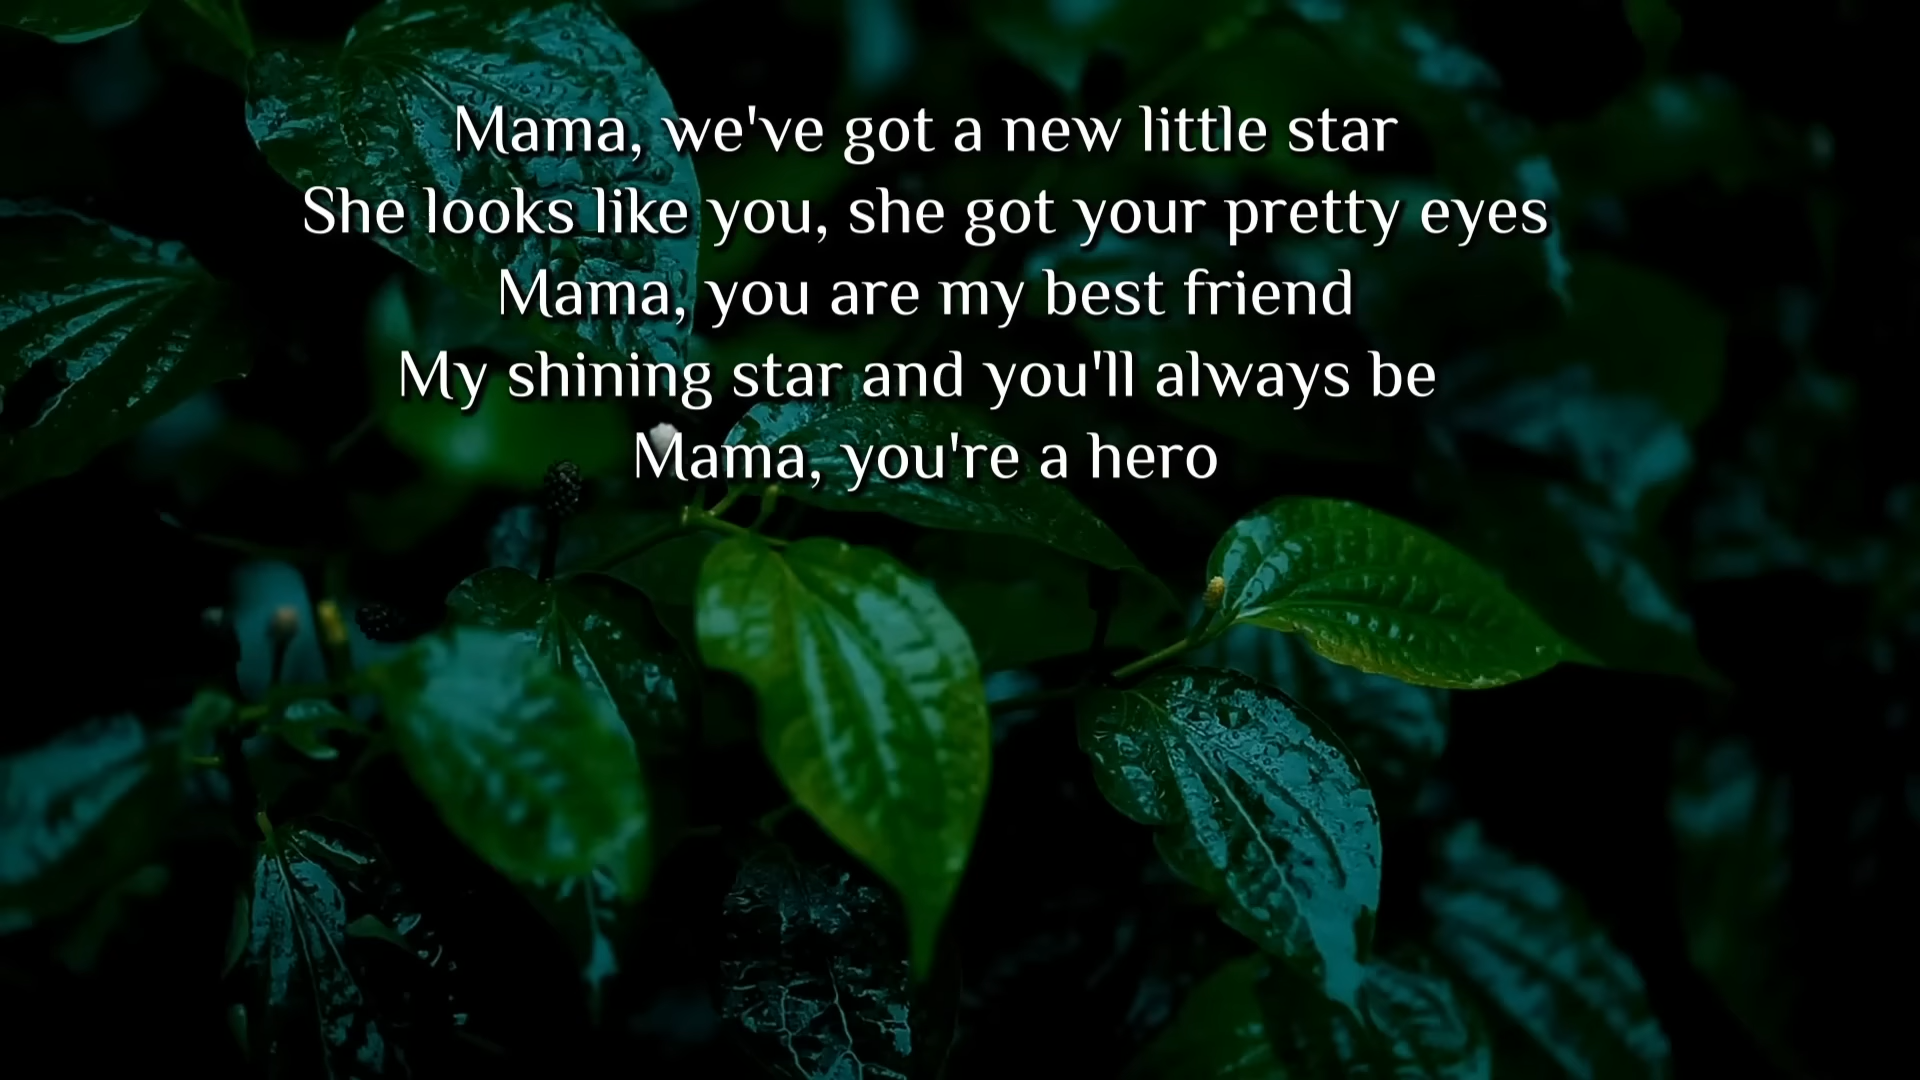 Mama, we've got a new little star
She looks like you, she got your pretty eyes
Mama, you are my best friend
My shining star and you'll always be
Mama, you're a hero